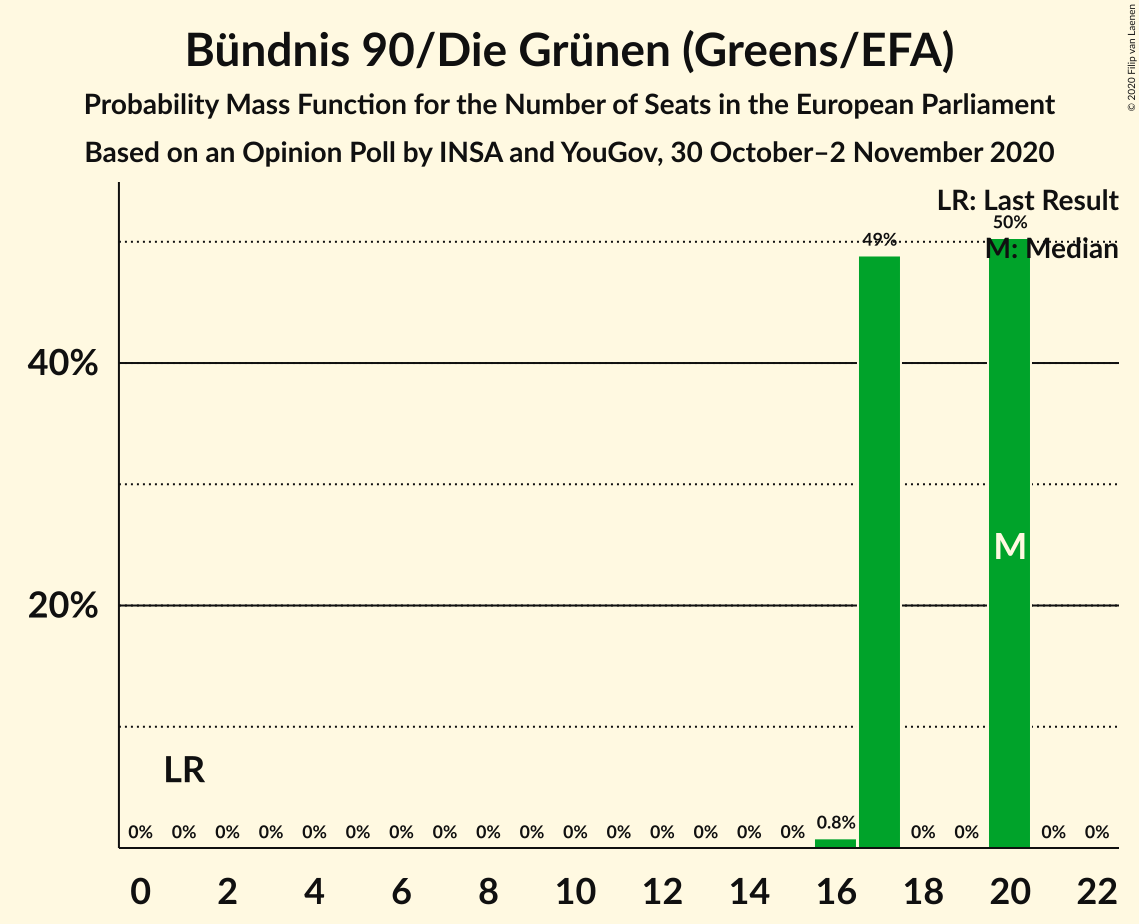 © 2020 Filip van Laenen
Bündnis 90/Die Grünen (Greens/EFA)
Probability Mass Function for the Number of Seats in the European Parliament
Based on an Opinion Poll by INSA and YouGov, 30 October–2 November 2020
LR: Last Result
50%
49%
M: Median
40%
M
20%
LR
0% 0% 0% 0% 0% 0% 0% 0% 0% 0% 0% 0% 0% 0% 0% 0% 0.8% 0% 0% 0% 0%
0 2 4 6 8 10 12 14 16 18 20 22